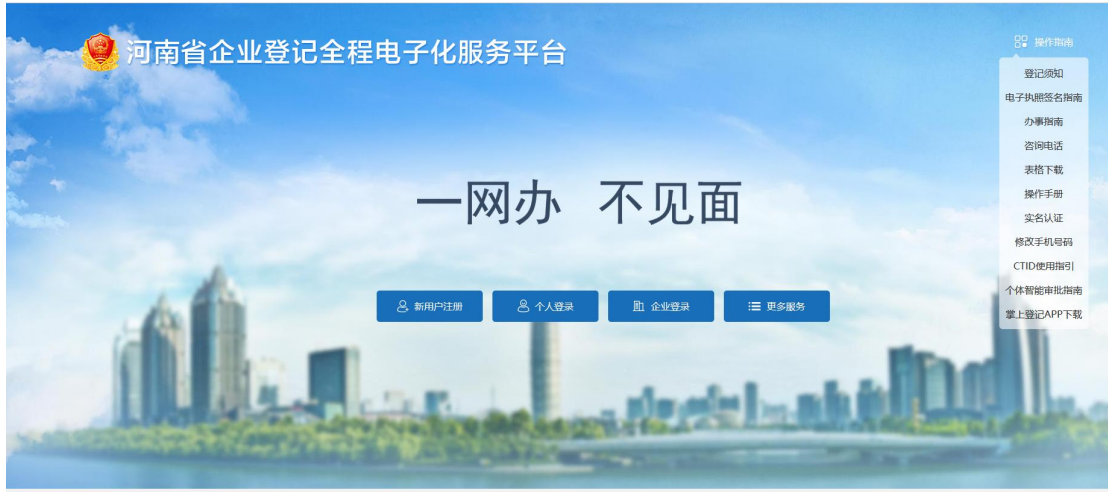 河南省企业登记全程电子化服务平台
操作指南
登记须知
电子执照签名指南
办事指南
咨询电话
表格下载
操作手册
实名认证
修改手机号码
CTID使用指引
个体智能审批指南
掌上登记APP下载
一网办 不见面
新用户注册 个人登录 企业登录 更多服务